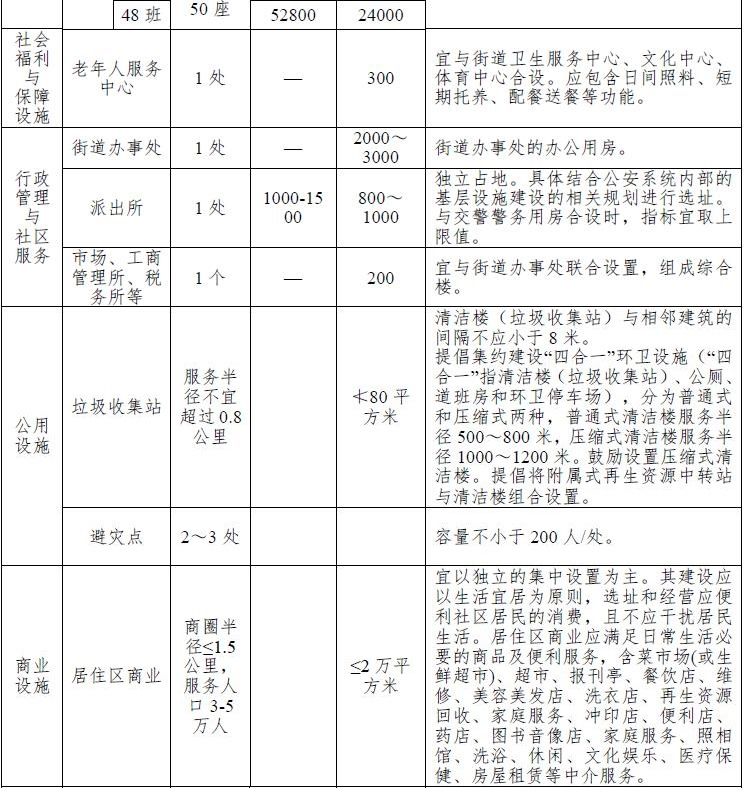 48 班
50 座
52800
24000
社会
福利
与
保障
设施
老年人服务
中心
1 处
—
300
宜与街道卫生服务中心、文化中心、
体育中心合设。应包含日间照料、短
期托养、配餐送餐等功能。
行政
管理
与
社区
服务
街道办事处
1 处
—
2000～
3000
街道办事处的办公用房。
派出所
1 处
1000-15
00
800～
1000
独立占地。具体结合公安系统内部的
基层设施建设的相关规划进行选址。
与交警警务用房合设时，指标宜取上
限值。
市场、工商
管理所、税
务所等
1 个
—
200
宜与街道办事处联合设置，组成综合
楼。
公用
设施
垃圾收集站
服务半
径不宜
超过 0.8
公里
≮80 平
方米
清洁楼（垃圾收集站）与相邻建筑的
间隔不应小于 8 米。
提倡集约建设“四合一”环卫设施（“四
合一”指清洁楼（垃圾收集站）、公厕、
道班房和环卫停车场），分为普通式
和压缩式两种，普通式清洁楼服务半
径 500～800 米，压缩式清洁楼服务半
径 1000～1200 米。鼓励设置压缩式清
洁楼。提倡将附属式再生资源中转站
与清洁楼组合设置。
避灾点
2～3 处
容量不小于 200 人/处。
商业
设施
居住区商业
商圈半
径≤1.5
公里，
服务人
口 3-5
万人
≤2 万平
方米
宜以独立的集中设置为主。其建设应
以生活宜居为原则，选址和经营应便
利社区居民的消费，且不应干扰居民
生活。居住区商业应满足日常生活必
要的商品及便利服务，含菜市场(或生
鲜超市)、超市、报刊亭、餐饮店、维
修、美容美发店、洗衣店、再生资源
回收、家庭服务、冲印店、便利店、
药店、图书音像店、家庭服务、照相
馆、洗浴、休闲、文化娱乐、医疗保
健、房屋租赁等中介服务。